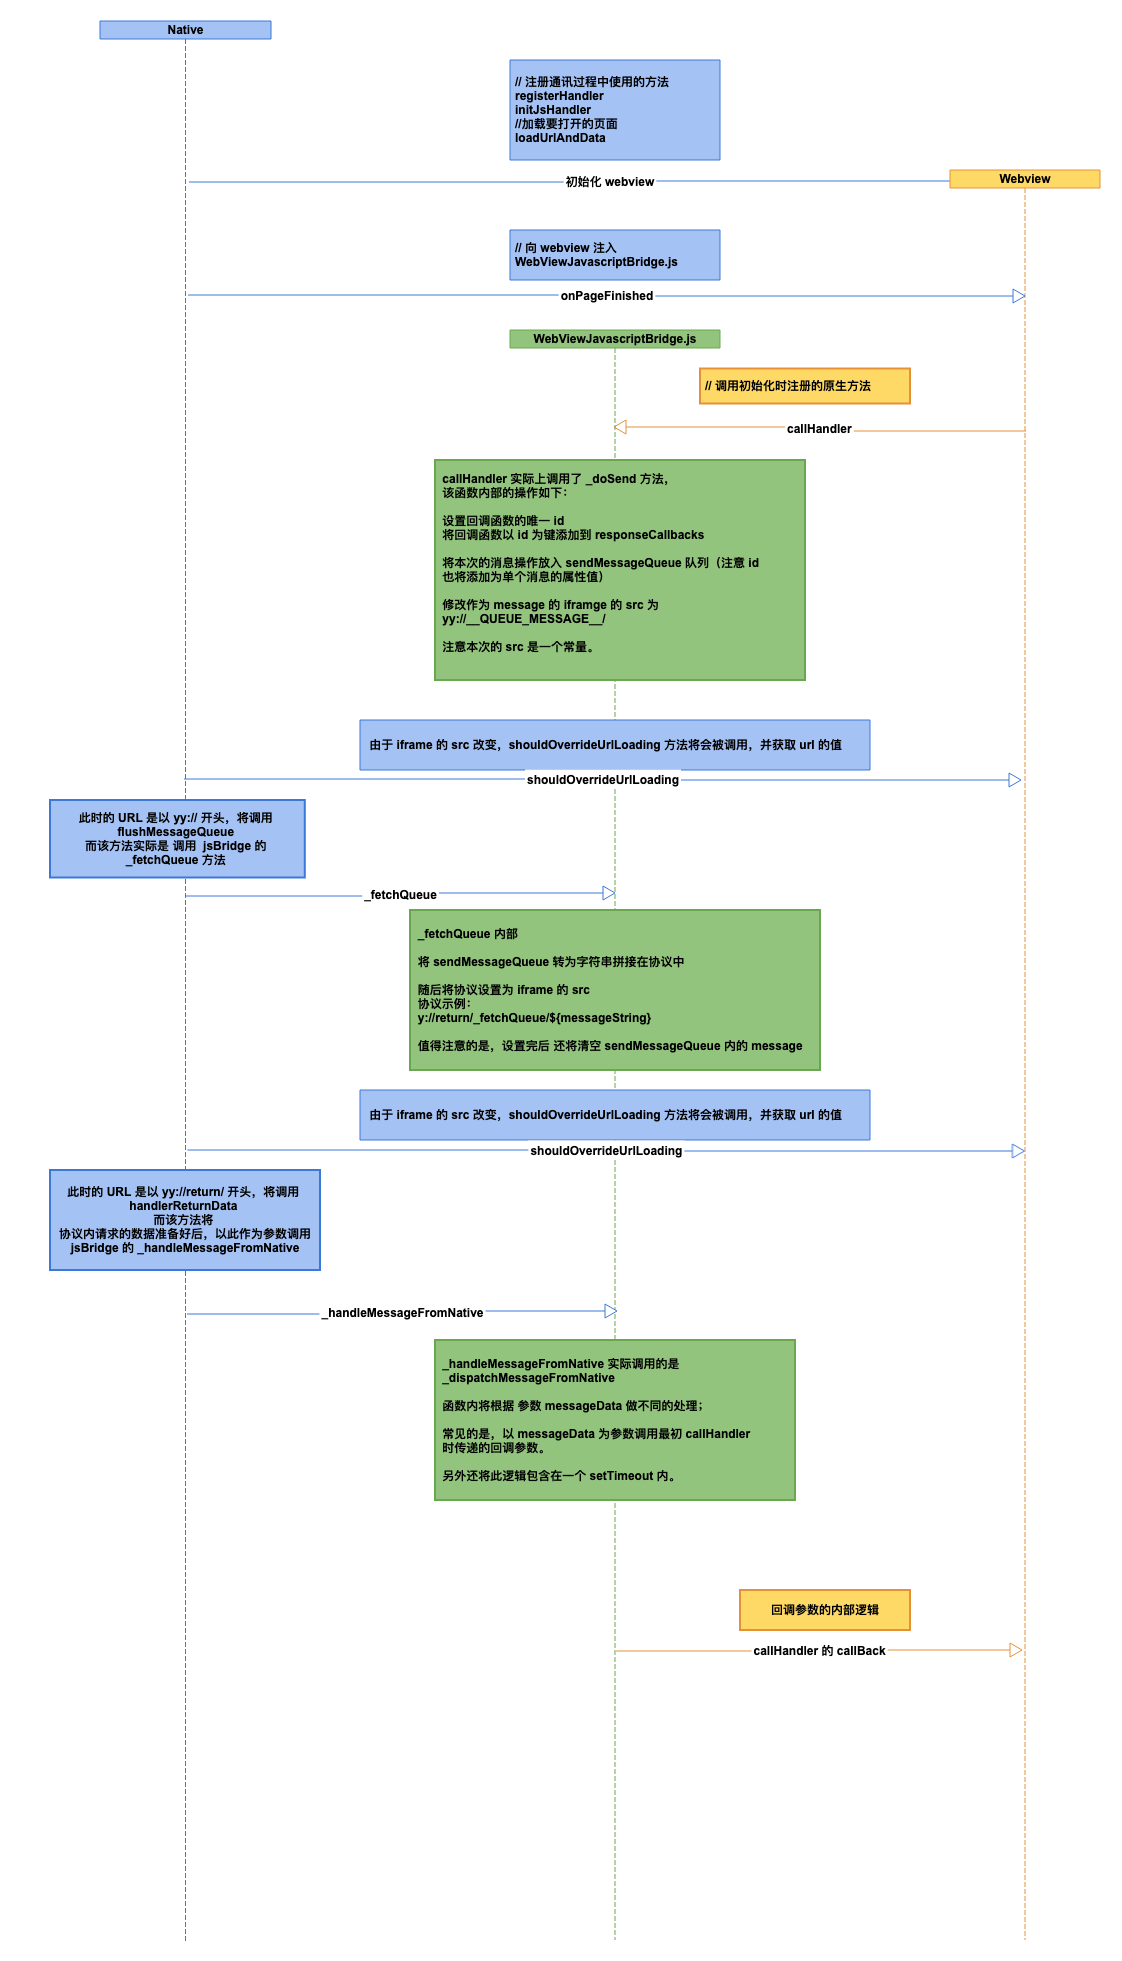 Native
// 注册通讯过程中使用的方法
registerHandler
initJsHandler
//加载要打开的页面
loadUrlAndData
初始化 webview
Webview
// 向 webview 注入
WebViewJavascriptBridge.js
onPageFinished
WebViewJavascriptBridge.js
// 调用初始化时注册的原生方法
callHandler
callHandler 实际上调用了 _doSend 方法，
该函数内部的操作如下：
设置回调函数的唯一 id
将回调函数以 id 为键添加到 responseCallbacks
将本次的消息操作放入 sendMessageQueue 队列（注意 id
也将添加为单个消息的属性值）
修改作为 message 的 iframge 的 src 为
yy://__QUEUE_MESSAGE__/
注意本次的 src 是一个常量。
由于 iframe 的 src 改变，shouldOverrideUrlLoading 方法将会被调用，并获取 url 的值
shouldOverrideUrlLoading
此时的 URL 是以 yy:// 开头，将调用
flushMessageQueue
而该方法实际是 调用  jsBridge 的
_fetchQueue 方法
_fetchQueue
_fetchQueue 内部
将 sendMessageQueue 转为字符串拼接在协议中
随后将协议设置为 iframe 的 src
协议示例：
y://return/_fetchQueue/${messageString}
值得注意的是，设置完后 还将清空 sendMessageQueue 内的 message
由于 iframe 的 src 改变，shouldOverrideUrlLoading 方法将会被调用，并获取 url 的值
shouldOverrideUrlLoading
此时的 URL 是以 yy://return/ 开头，将调用
handlerReturnData
而该方法将
协议内请求的数据准备好后，以此作为参数调用
jsBridge 的 _handleMessageFromNative
_handleMessageFromNative
_handleMessageFromNative 实际调用的是
_dispatchMessageFromNative
函数内将根据 参数 messageData 做不同的处理；
常见的是，以 messageData 为参数调用最初 callHandler
时传递的回调参数。
另外还将此逻辑包含在一个 setTimeout 内。
回调参数的内部逻辑
callHandler 的 callBack